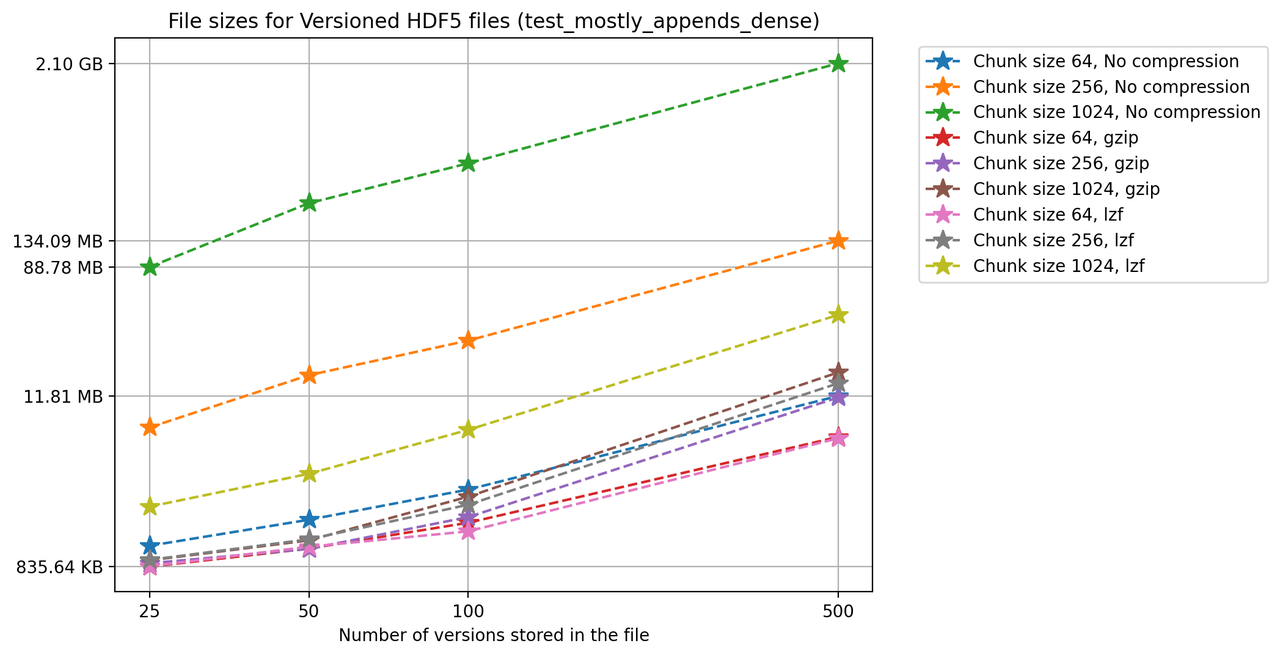 File sizes for Versioned HDF5 files (test_mostly_appends_dense)
2.10 GB
134.09 MB
88.78 MB
11.81 MB
835.64 KB
25
50
100
500
Number of versions stored in the file
Chunk size 64, No compression
Chunk size 256, No compression
Chunk size 1024, No compression
Chunk size 64, gzip
Chunk size 256, gzip
Chunk size 1024, gzip
Chunk size 64, lzf
Chunk size 256, lzf
Chunk size 1024, lzf